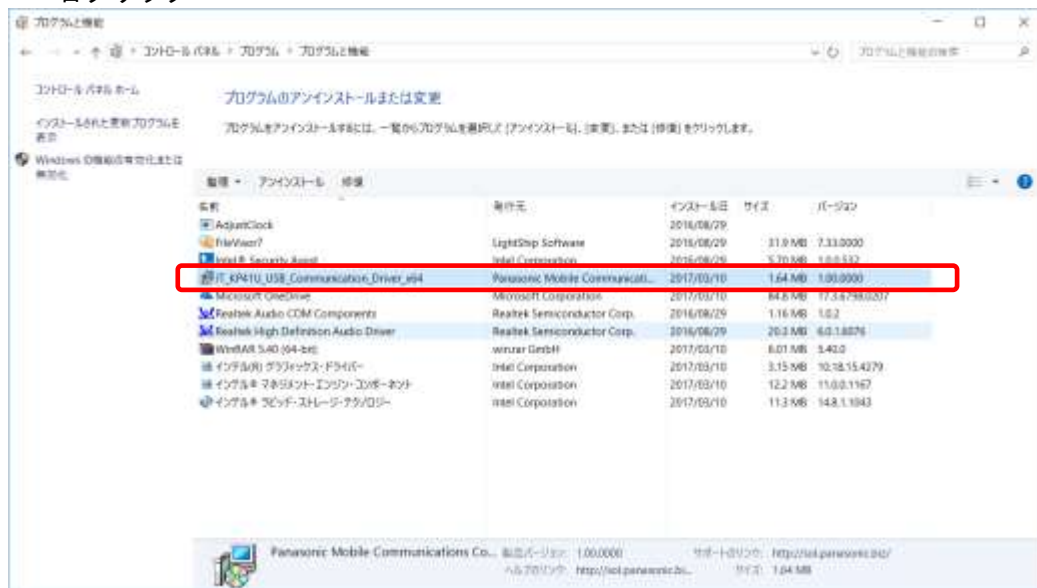 プログラムと機能
コントロール パネル › プログラム › プログラムと機能
プログラムと機能の検索
コントロール パネル ホーム
インストールされた更新プログラムを
表示
Windows の機能の有効化または
無効化
プログラムのアンインストールまたは変更
プログラムをアンインストールするには、一覧からプログラムを選択して [アンインストール]、[変更]、または [修復] をクリックします。
整理 アンインストール 修復
名前 発行元 インストール日 サイズ バージョン
AdjustClock 2016/08/29
FileVisor7 LightShip Software 2016/08/29 31.9 MB 7.33.0000
Intel® Security Assist Intel Corporation 2016/08/29 5.70 MB 1.0.0.532
IT_KP41U_USB_Communication_Driver_x64 Panasonic Mobile Communicati... 2017/03/10 1.64 MB 1.00.0000
Microsoft OneDrive Microsoft Corporation 2017/03/10 84.8 MB 17.3.6798.0207
Realtek Audio COM Components Realtek Semiconductor Corp. 2016/08/29 1.16 MB 1.0.2
Realtek High Definition Audio Driver Realtek Semiconductor Corp. 2016/08/29 20.3 MB 6.0.1.8076
WinRAR 5.40 (64-bit) win.rar GmbH 2017/03/10 6.01 MB 5.40.0
インテル(R) グラフィックス・ドライバー Intel Corporation 2017/03/10 3.15 MB 10.18.15.4279
インテル® マネジメント・エンジン・コンポーネント Intel Corporation 2017/03/10 12.2 MB 11.0.0.1167
インテル® ラピッド・ストレージ・テクノロジー Intel Corporation 2017/03/10 11.3 MB 14.8.1.1043
Panasonic Mobile Communications Co... 製品バージョン: 1.00.0000 サポートのリンク: http://sol.panasonic.biz/
ヘルプのリンク: http://sol.panasonic.bi... サイズ: 1.64 MB